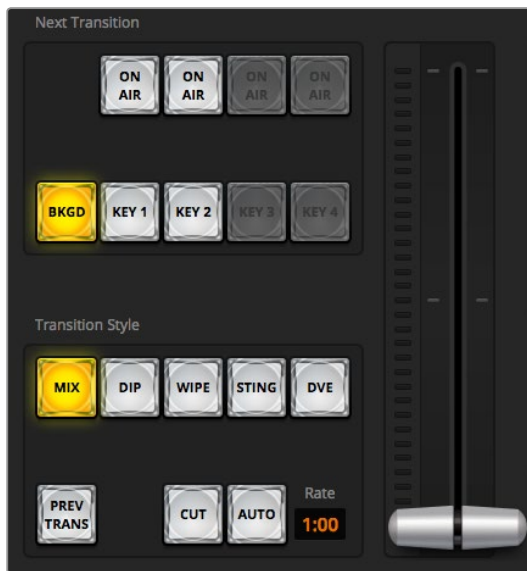 Next Transition
ON AIR ON AIR ON AIR ON AIR
BKGD KEY 1 KEY 2 KEY 3 KEY 4
Transition Style
MIX DIP WIPE STING DVE
PREV TRANS CUT AUTO Rate 1:00